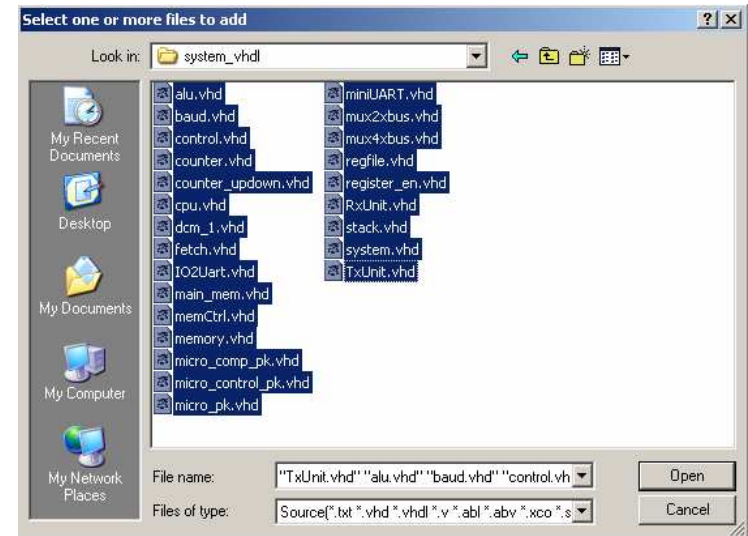 Select one or more files to add
Look in: system_vhdl
My Recent
Documents
Desktop
My Documents
My Computer
My Network
Places
alu.vhd
baud.vhd
control.vhd
counter.vhd
counter_updown.vhd
cpu.vhd
dcm_1.vhd
fetch.vhd
IO2Uart.vhd
main_mem.vhd
memCtrl.vhd
memory.vhd
micro_comp_pk.vhd
micro_control_pk.vhd
micro_pk.vhd
miniUART.vhd
mux2xbus.vhd
mux4xbus.vhd
regfile.vhd
register_en.vhd
RxUnit.vhd
stack.vhd
system.vhd
TxUnit.vhd
File name: "TxUnit.vhd" "alu.vhd" "baud.vhd" "control.vh
Open
Files of type: Source(*.txt *.vhd *.vhdl *.v *.abl *.abv *.xco *.s
Cancel